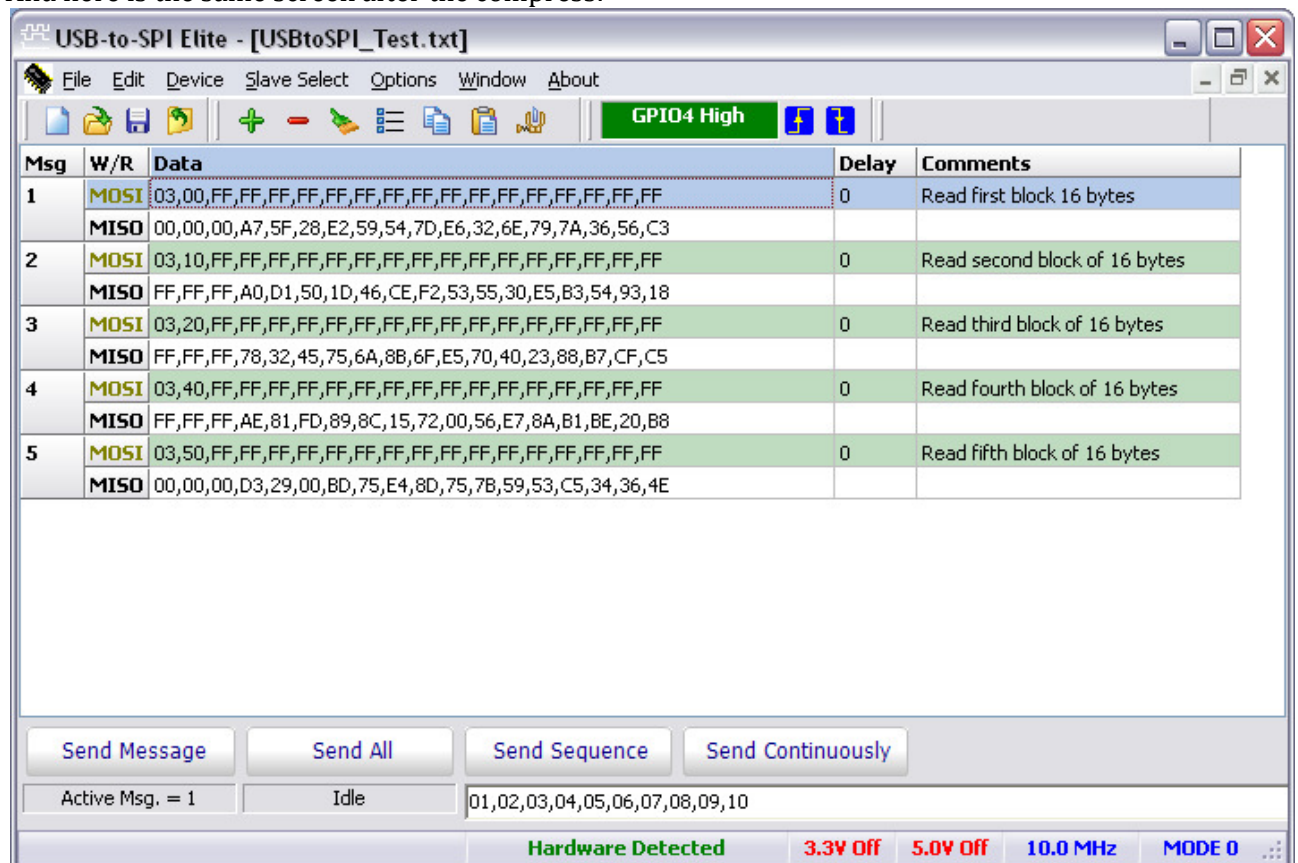 And here is the same screen after the compress:
USB-to-SPI Elite - [USBtoSPI_Test.txt]
File Edit Device Slave Select Options Window About
GPIO4 High
Msg W/R Data Delay Comments
1 MOSI 03,00,FF,FF,FF,FF,FF,FF,FF,FF,FF,FF,FF,FF,FF,FF,FF,FF 0 Read first block 16 bytes
MISO 00,00,00,A7,5F,28,E2,59,54,7D,E6,32,6E,79,7A,36,56,C3
2 MOSI 03,10,FF,FF,FF,FF,FF,FF,FF,FF,FF,FF,FF,FF,FF,FF,FF,FF 0 Read second block of 16 bytes
MISO FF,FF,FF,A0,D1,50,1D,46,CE,F2,53,55,30,E5,B3,54,93,18
3 MOSI 03,20,FF,FF,FF,FF,FF,FF,FF,FF,FF,FF,FF,FF,FF,FF,FF,FF 0 Read third block of 16 bytes
MISO FF,FF,FF,78,32,45,75,6A,8B,6F,E5,70,40,23,88,B7,CF,C5
4 MOSI 03,40,FF,FF,FF,FF,FF,FF,FF,FF,FF,FF,FF,FF,FF,FF,FF,FF 0 Read fourth block of 16 bytes
MISO FF,FF,FF,AE,81,FD,89,8C,15,72,00,56,E7,8A,B1,BE,20,B8
5 MOSI 03,50,FF,FF,FF,FF,FF,FF,FF,FF,FF,FF,FF,FF,FF,FF,FF,FF 0 Read fifth block of 16 bytes
MISO 00,00,00,D3,29,00,BD,75,E4,8D,75,7B,59,53,C5,34,36,4E
Send Message Send All Send Sequence Send Continuously
Active Msg. = 1 Idle 01,02,03,04,05,06,07,08,09,10
Hardware Detected 3.3V Off 5.0V Off 10.0 MHz MODE 0